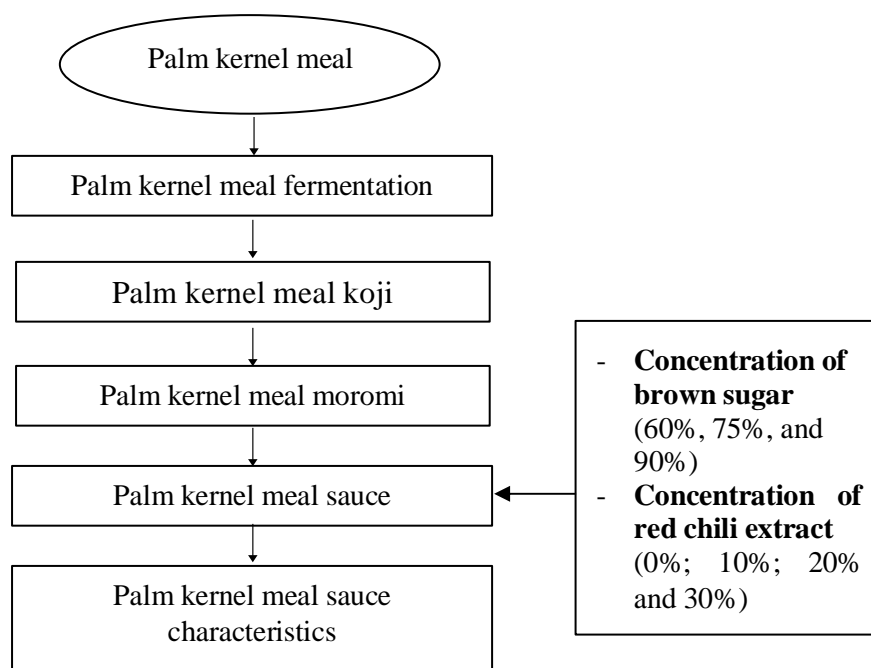 Palm kernel meal
Palm kernel meal fermentation
Palm kernel meal koji
Palm kernel meal moromi
Palm kernel meal sauce
Palm kernel meal sauce
characteristics
- Concentration of
brown sugar
(60%, 75%, and
90%)
- Concentration of
red chili extract
(0%; 10%; 20%
and 30%)